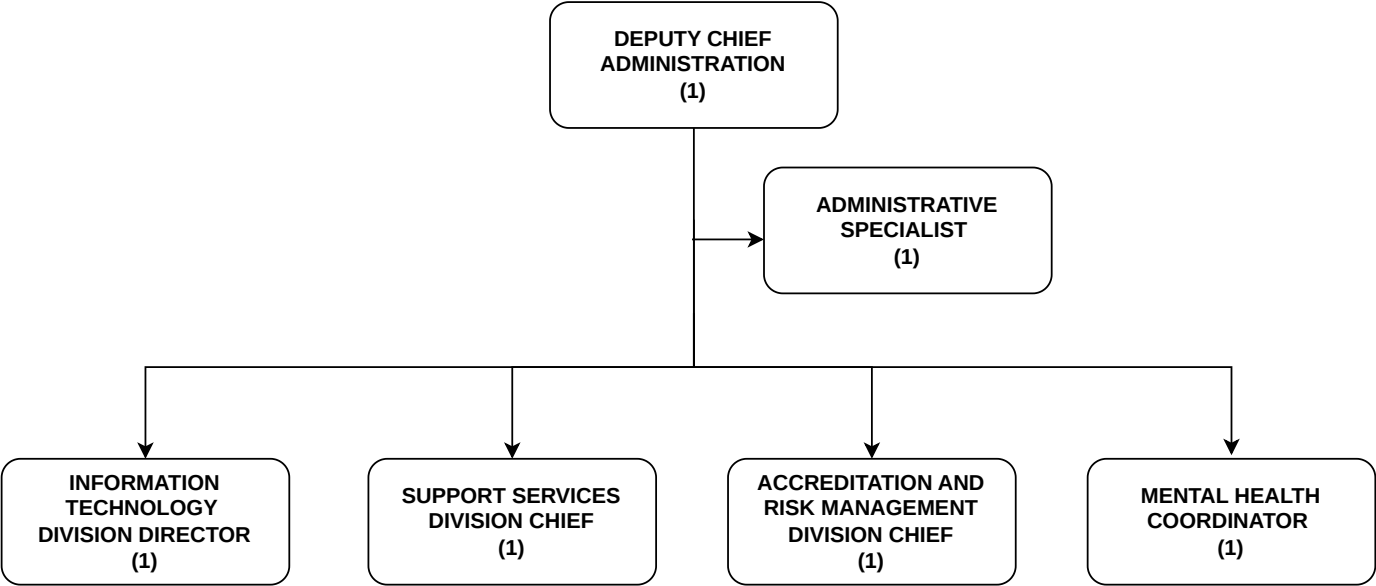 DEPUTY CHIEF
ADMINISTRATION
(1)
ADMINISTRATIVE
SPECIALIST
(1)
INFORMATION
TECHNOLOGY
DIVISION DIRECTOR
(1)
SUPPORT SERVICES
DIVISION CHIEF
(1)
ACCREDITATION AND
RISK MANAGEMENT
DIVISION CHIEF
(1)
MENTAL HEALTH
COORDINATOR
(1)